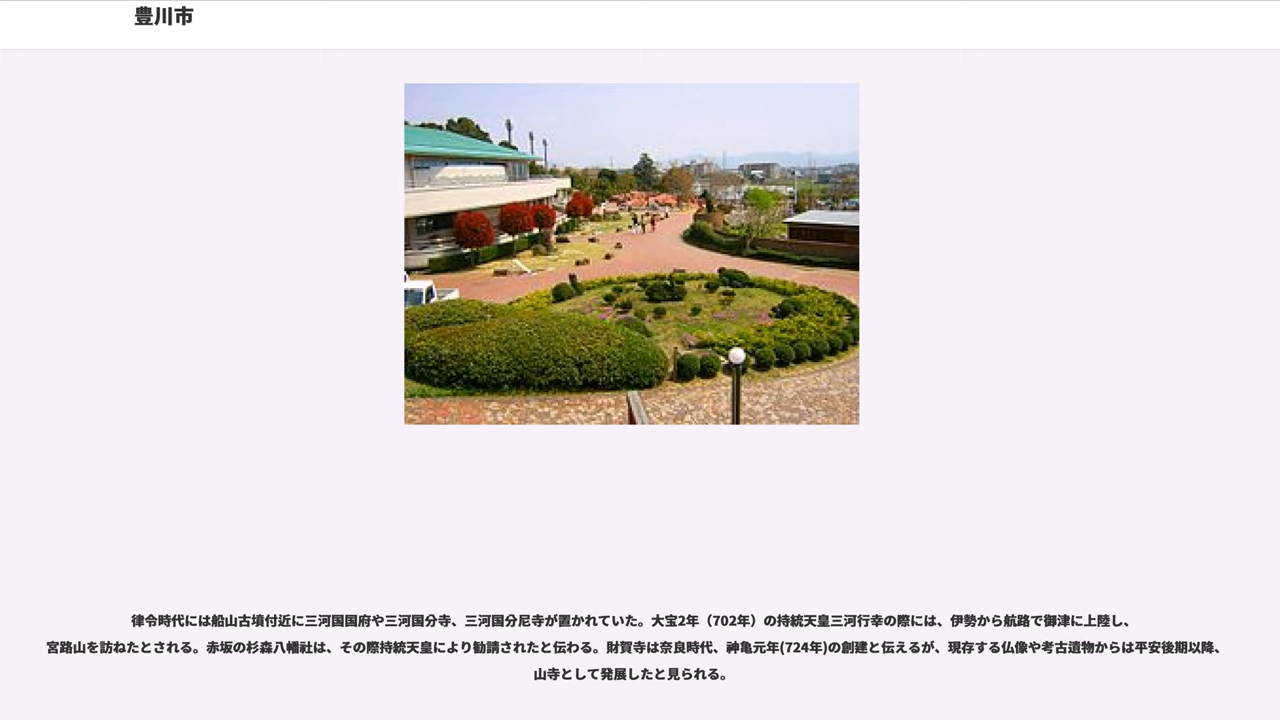 豊川市
律令時代には船山古墳付近に三河国国府や三河国分寺、三河国分尼寺が置かれていた。大宝2年（702年）の持統天皇三河行幸の際には、伊勢から航路で御津に上陸し、
宮路山を訪ねたとされる。赤坂の杉森八幡社は、その際持統天皇により勧請されたと伝わる。財賀寺は奈良時代、神亀元年(724年)の創建と伝えるが、現存する仏像や考古遺物からは平安後期以降、
山寺として発展したと見られる。